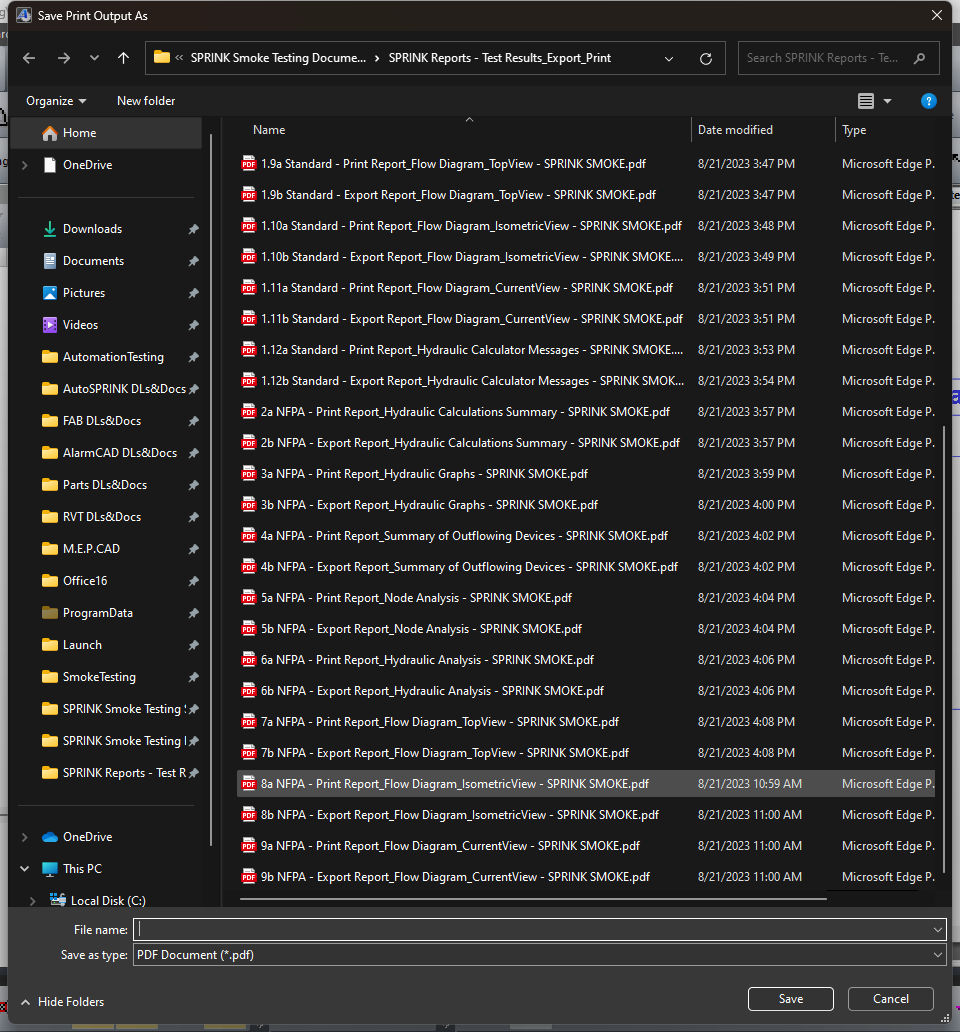 Save Print Output As
« SPRINK Smoke Testing Docume... › SPRINK Reports - Test Results_Export_Print
Search SPRINK Reports - Te...
Organize
New folder
Home
OneDrive
Downloads
Documents
Pictures
Videos
AutomationTesting
AutoSPRINK DLs&Docs
FAB DLs&Docs
AlarmCAD DLs&Docs
Parts DLs&Docs
RVT DLs&Docs
M.E.P.CAD
Office16
ProgramData
Launch
SmokeTesting
SPRINK Smoke Testing
SPRINK Smoke Testing
SPRINK Reports - Test R
OneDrive
This PC
Local Disk (C:)
Name Date modified Type
PDF 1.9a Standard - Print Report_Flow Diagram_TopView - SPRINK SMOKE.pdf 8/21/2023 3:47 PM Microsoft Edge P.
PDF 1.9b Standard - Export Report_Flow Diagram_TopView - SPRINK SMOKE.pdf 8/21/2023 3:47 PM Microsoft Edge P.
PDF 1.10a Standard - Print Report_Flow Diagram_IsometricView - SPRINK SMOKE.pdf 8/21/2023 3:48 PM Microsoft Edge P.
PDF 1.10b Standard - Export Report_Flow Diagram_IsometricView - SPRINK SMOKE.... 8/21/2023 3:49 PM Microsoft Edge P.
PDF 1.11a Standard - Print Report_Flow Diagram_CurrentView - SPRINK SMOKE.pdf 8/21/2023 3:51 PM Microsoft Edge P.
PDF 1.11b Standard - Export Report_Flow Diagram_CurrentView - SPRINK SMOKE.pdf 8/21/2023 3:51 PM Microsoft Edge P.
PDF 1.12a Standard - Print Report_Hydraulic Calculator Messages - SPRINK SMOKE.... 8/21/2023 3:53 PM Microsoft Edge P.
PDF 1.12b Standard - Export Report_Hydraulic Calculator Messages - SPRINK SMOK... 8/21/2023 3:54 PM Microsoft Edge P.
PDF 2a NFPA - Print Report_Hydraulic Calculations Summary - SPRINK SMOKE.pdf 8/21/2023 3:57 PM Microsoft Edge P.
PDF 2b NFPA - Export Report_Hydraulic Calculations Summary - SPRINK SMOKE.pdf 8/21/2023 3:57 PM Microsoft Edge P.
PDF 3a NFPA - Print Report_Hydraulic Graphs - SPRINK SMOKE.pdf 8/21/2023 3:59 PM Microsoft Edge P.
PDF 3b NFPA - Export Report_Hydraulic Graphs - SPRINK SMOKE.pdf 8/21/2023 4:00 PM Microsoft Edge P.
PDF 4a NFPA - Print Report_Summary of Outflowing Devices - SPRINK SMOKE.pdf 8/21/2023 4:02 PM Microsoft Edge P.
PDF 4b NFPA - Export Report_Summary of Outflowing Devices - SPRINK SMOKE.pdf 8/21/2023 4:02 PM Microsoft Edge P.
PDF 5a NFPA - Print Report_Node Analysis - SPRINK SMOKE.pdf 8/21/2023 4:04 PM Microsoft Edge P.
PDF 5b NFPA - Export Report_Node Analysis - SPRINK SMOKE.pdf 8/21/2023 4:04 PM Microsoft Edge P.
PDF 6a NFPA - Print Report_Hydraulic Analysis - SPRINK SMOKE.pdf 8/21/2023 4:06 PM Microsoft Edge P.
PDF 6b NFPA - Export Report_Hydraulic Analysis - SPRINK SMOKE.pdf 8/21/2023 4:06 PM Microsoft Edge P.
PDF 7a NFPA - Print Report_Flow Diagram_TopView - SPRINK SMOKE.pdf 8/21/2023 4:08 PM Microsoft Edge P.
PDF 7b NFPA - Export Report_Flow Diagram_TopView - SPRINK SMOKE.pdf 8/21/2023 4:08 PM Microsoft Edge P.
PDF 8a NFPA - Print Report_Flow Diagram_IsometricView - SPRINK SMOKE.pdf 8/21/2023 10:59 AM Microsoft Edge P.
PDF 8b NFPA - Export Report_Flow Diagram_IsometricView - SPRINK SMOKE.pdf 8/21/2023 11:00 AM Microsoft Edge P.
PDF 9a NFPA - Print Report_Flow Diagram_CurrentView - SPRINK SMOKE.pdf 8/21/2023 11:00 AM Microsoft Edge P.
PDF 9b NFPA - Export Report_Flow Diagram_CurrentView - SPRINK SMOKE.pdf 8/21/2023 11:00 AM Microsoft Edge P.
File name:
Save as type: PDF Document (*.pdf)
Hide Folders
Save
Cancel